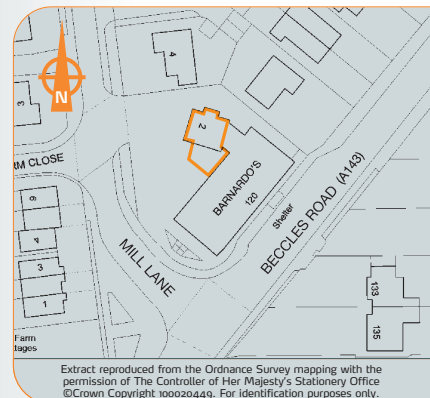 4
3
N
2
RM CLOSE
BARNARDO'S
120
Shelter
BECCLES ROAD (A143)
MILL LANE
6
4
3
1
Farm
tages
133
135
Extract reproduced from the Ordnance Survey mapping with the
permission of The Controller of Her Majesty's Stationery Office
©Crown Copyright 100020449. For identification purposes only.